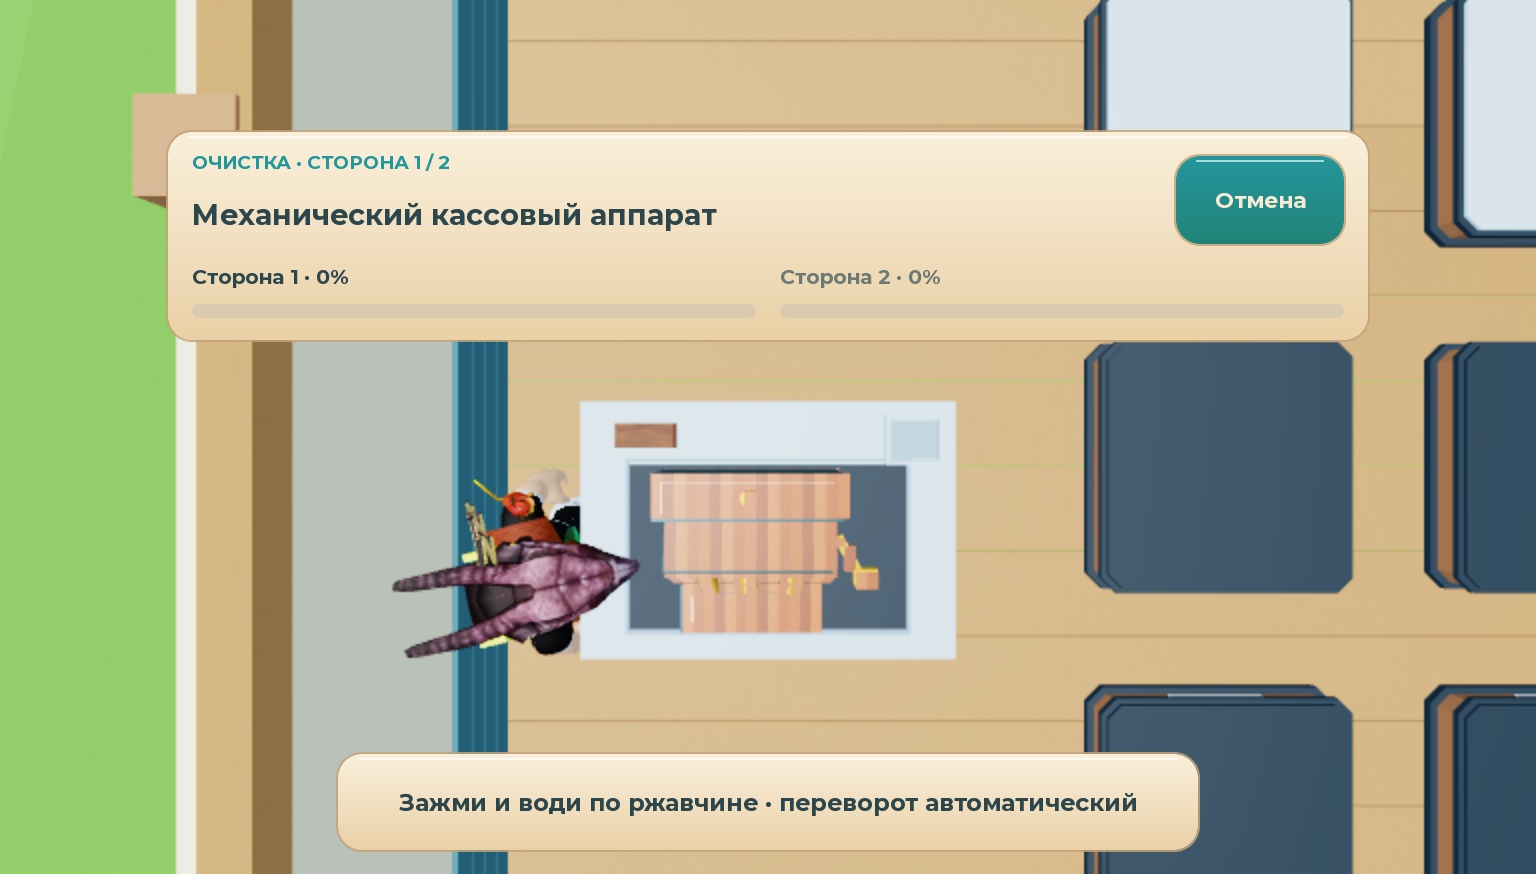 ОЧИСТКА · СТОРОНА 1 / 2
Механический кассовый аппарат
Отмена
Сторона 1 · 0%
Сторона 2 · 0%
Зажми и води по ржавчине · переворот автоматический